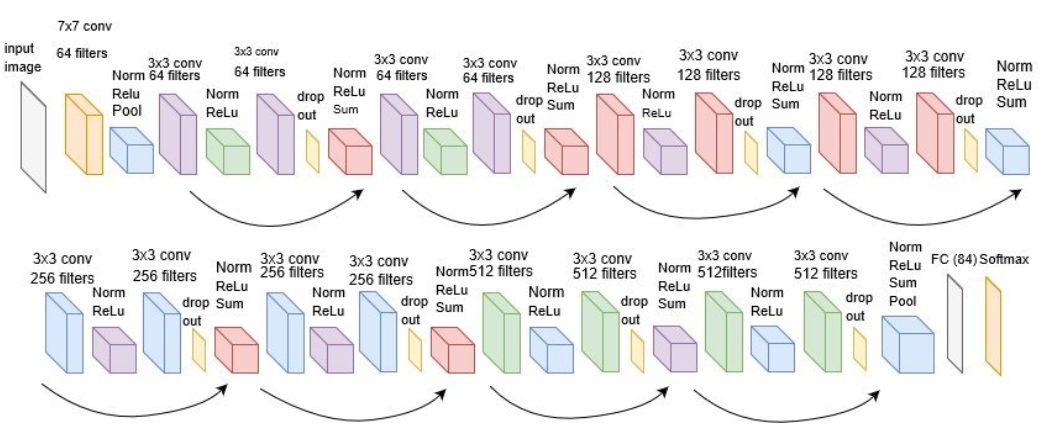 input
image
7x7 conv
64 filters
Norm
Relu
Pool
3x3 conv
64 filters
Norm
ReLu
3x3 conv
64 filters
drop
out
Norm
ReLu
Sum
3x3 conv
64 filters
Norm
ReLu
3x3 conv
64 filters
drop
out
Norm
ReLu
Sum
3x3 conv
128 filters
Norm
ReLu
3x3 conv
128 filters
drop
out
Norm
ReLu
Sum
3x3 conv
128 filters
Norm
ReLu
3x3 conv
128 filters
drop
out
Norm
ReLu
Sum
3x3 conv
256 filters
Norm
ReLu
3x3 conv
256 filters
drop
out
Norm
ReLu
Sum
3x3 conv
256 filters
Norm
ReLu
3x3 conv
256 filters
drop
out
Norm
ReLu
Sum
3x3 conv
512 filters
Norm
ReLu
3x3 conv
512 filters
drop
out
Norm
ReLu
Sum
3x3 conv
512filters
Norm
ReLu
3x3 conv
512 filters
drop
out
Norm
ReLu
Sum
Pool
FC (84)
Softmax